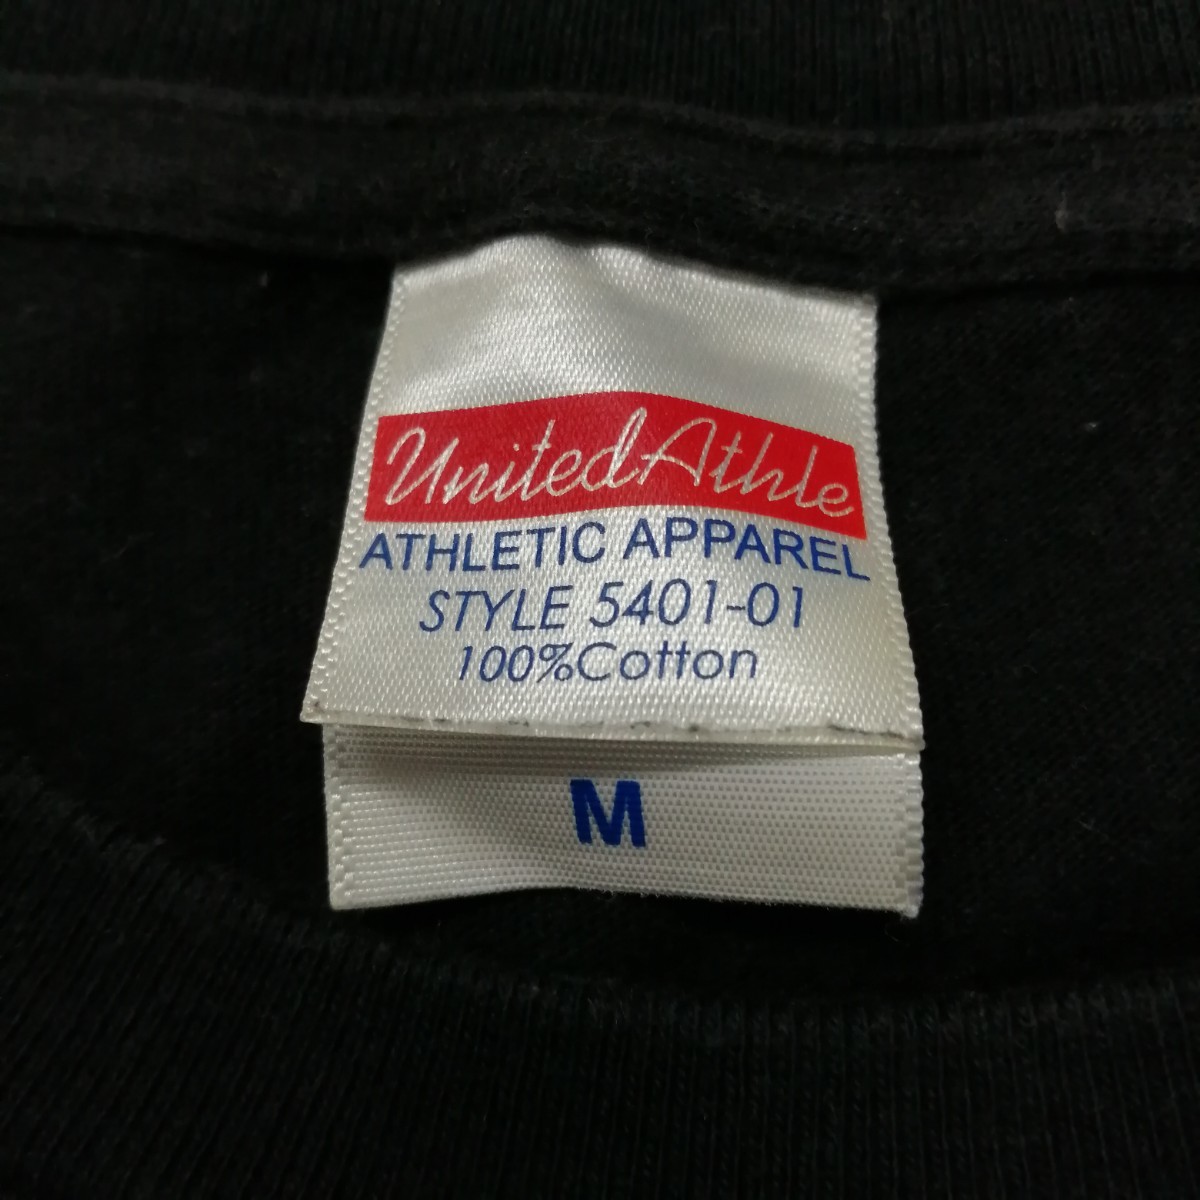 UnitedAthle
ATHLETIC APPAREL
STYLE 5401-01
100%Cotton
M